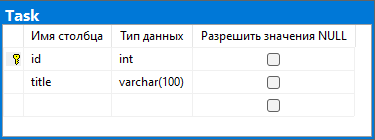 Task
Имя столбца Тип данных Разрешить значения NULL
id int
title varchar(100)